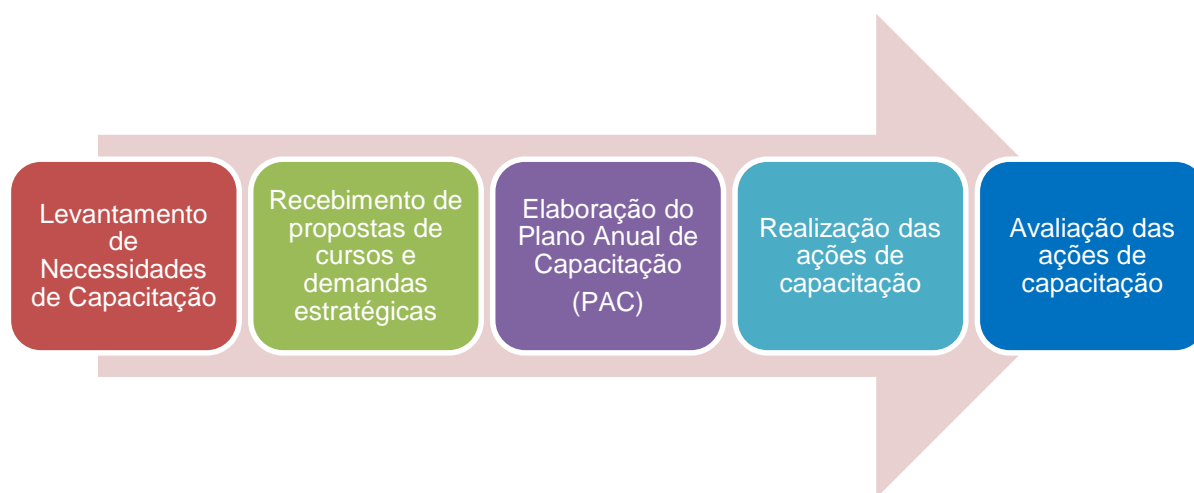 Levantamento
de
Necessidades
de Capacitação
Recebimento de
propostas de
cursos e
demandas
estratégicas
Elaboração do
Plano Anual de
Capacitação
(PAC)
Realização das
ações de
capacitação
Avaliação das
ações de
capacitação